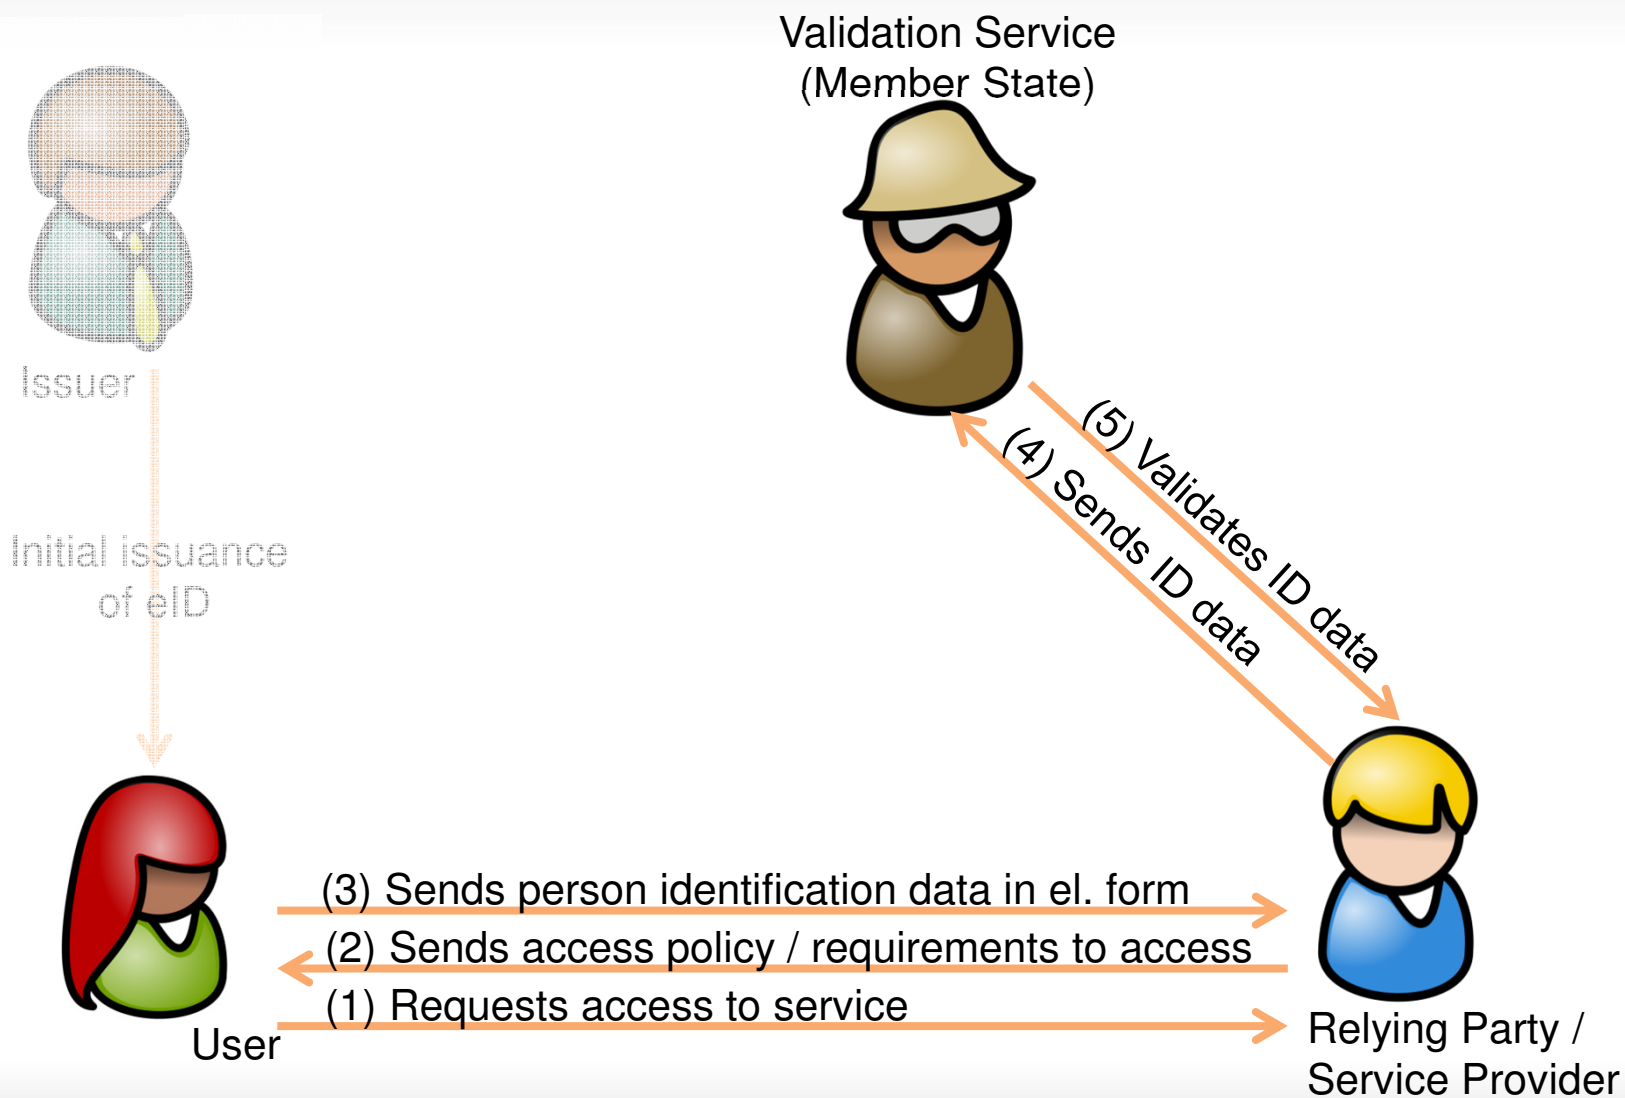 Validation Service
(Member State)
Issuer
Initial issuance
of eID
(5) Validates ID data
(4) Sends ID data
(3) Sends person identification data in el. form
(2) Sends access policy / requirements to access
(1) Requests access to service
User
Relying Party /
Service Provider